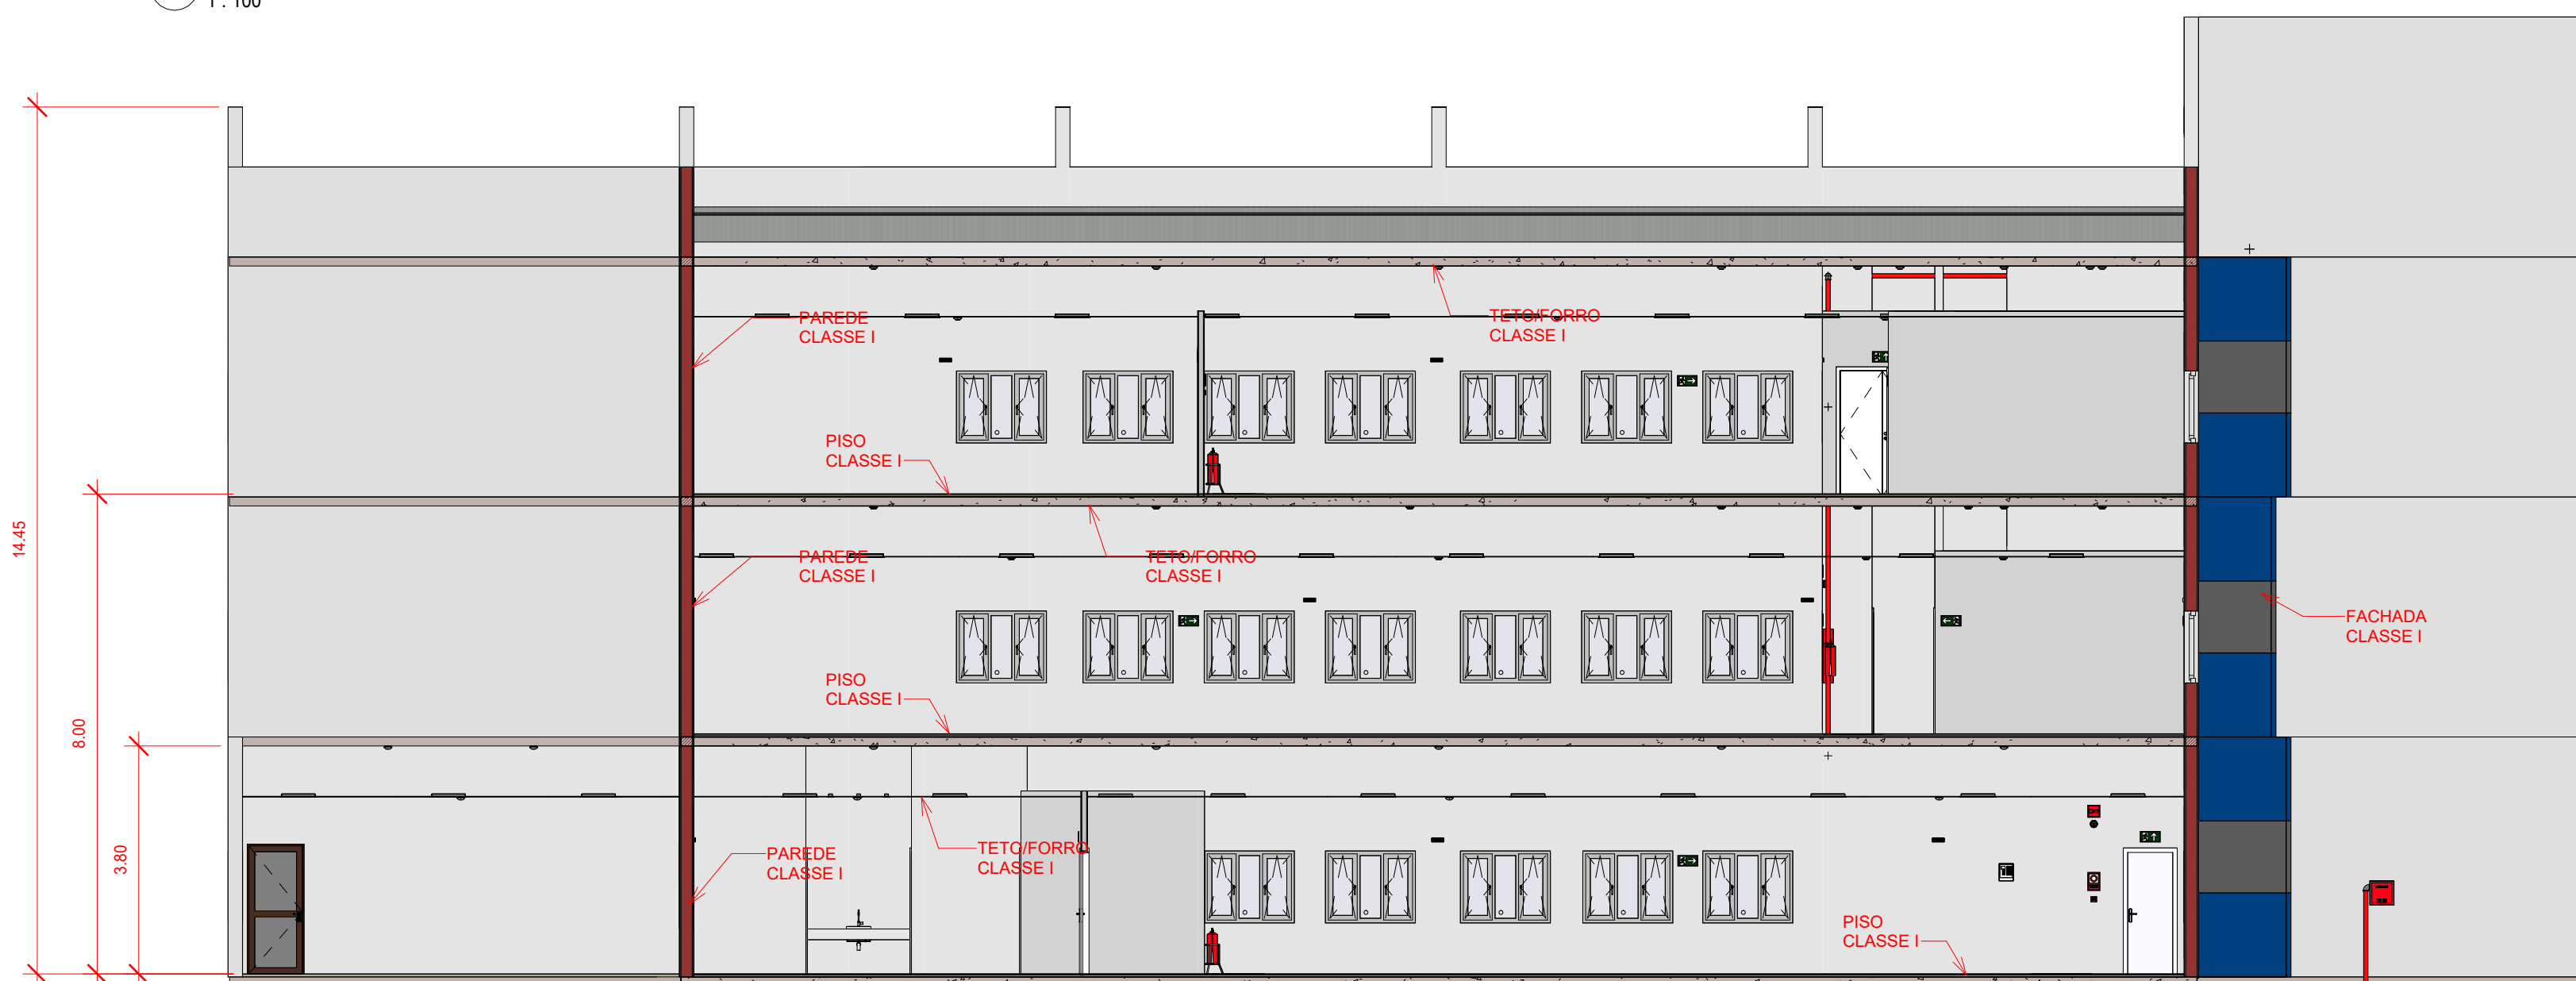 1 : 100
14.45
8.00
3.80
PAREDE
CLASSE I
TETO/FORRO
CLASSE I
PISO
CLASSE I
PAREDE
CLASSE I
TETO/FORRO
CLASSE I
PISO
CLASSE I
FACHADA
CLASSE I
PAREDE
CLASSE I
TETO/FORRO
CLASSE I
PISO
CLASSE I